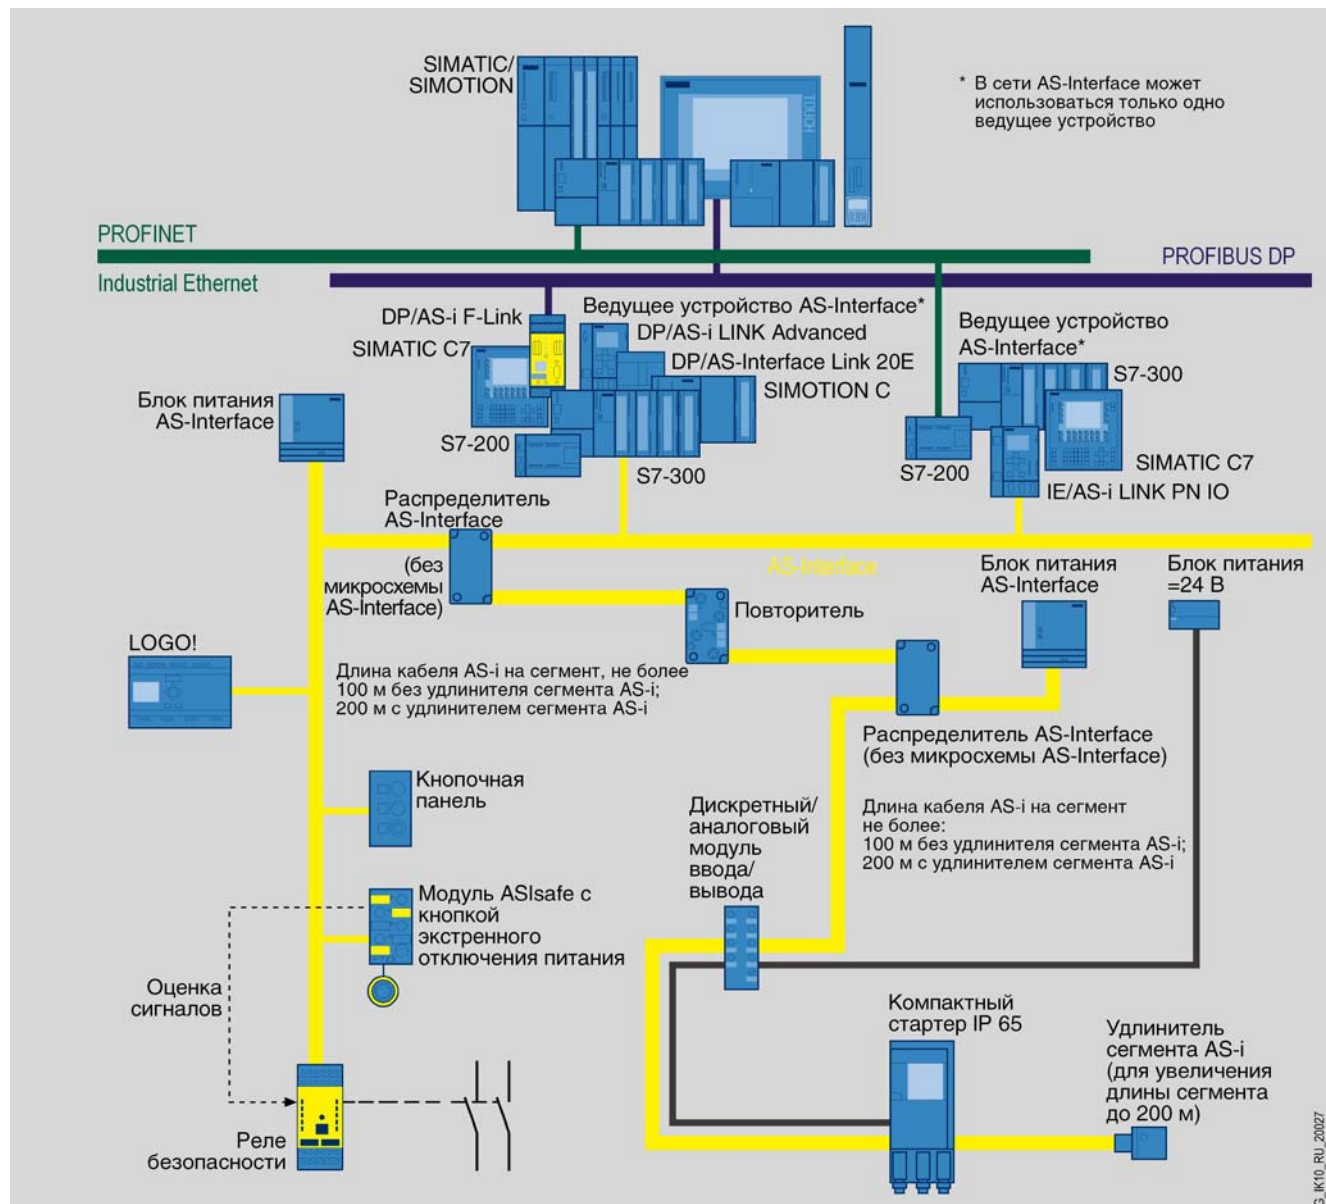 SIMATIC/
SIMOTION
TOUCH
* В сети AS-Interface может
использоваться только одно
ведущее устройство
PROFINET
PROFIBUS DP
Industrial Ethernet
DP/AS-i F-Link
SIMATIC C7
Ведущее устройство AS-Interface*
DP/AS-i LINK Advanced
DP/AS-Interface Link 20E
SIMOTION C
S7-200
S7-300
Ведущее устройство
AS-Interface*
S7-300
S7-200
SIMATIC C7
IE/AS-i LINK PN IO
Блок питания
AS-Interface
Распределитель
AS-Interface
(без
микросхемы
AS-Interface)
AS-Interface
Повторитель
Блок питания
AS-Interface
Блок питания
=24 В
LOGO!
Длина кабеля AS-i на сегмент, не более
100 м без удлинителя сегмента AS-i;
200 м с удлинителем сегмента AS-i
Распределитель AS-Interface
(без микросхемы AS-Interface)
Кнопочная
панель
Дискретный/
аналоговый
модуль
ввода/
вывода
Длина кабеля AS-i на сегмент
не более:
100 м без удлинителя сегмента AS-i;
200 м с удлинителем сегмента AS-i
Модуль ASIsafe с
кнопкой
экстренного
отключения питания
Оценка
сигналов
Компактный
стартер IP 65
Удлинитель
сегмента AS-i
(для увеличения
длины сегмента
до 200 м)
Реле
безопасности
G_IK10_RU_20027